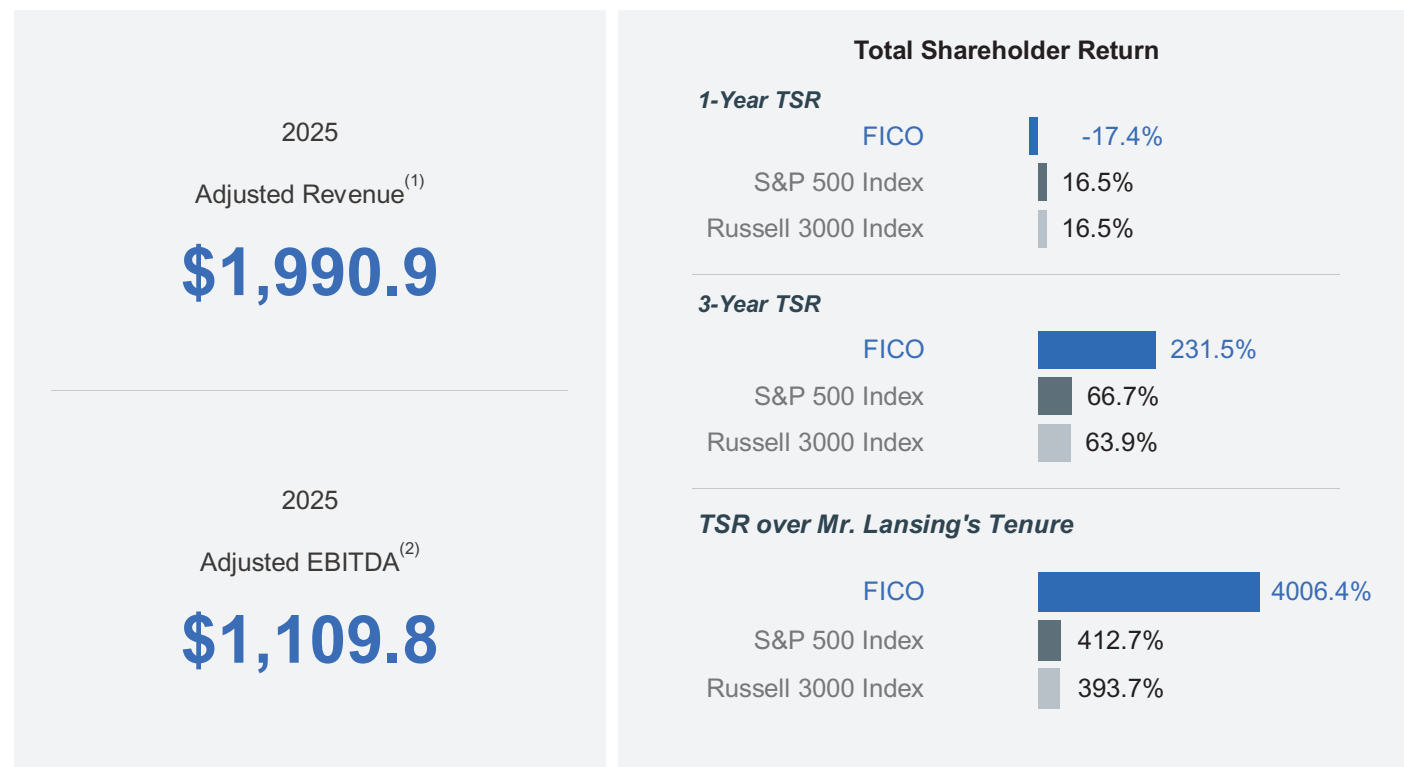 2025
Adjusted Revenue(1)
$1,990.9
2025
Adjusted EBITDA(2)
$1,109.8
Total Shareholder Return
1-Year TSR
FICO -17.4%
S&P 500 Index 16.5%
Russell 3000 Index 16.5%
3-Year TSR
FICO 231.5%
S&P 500 Index 66.7%
Russell 3000 Index 63.9%
TSR over Mr. Lansing's Tenure
FICO 4006.4%
S&P 500 Index 412.7%
Russell 3000 Index 393.7%